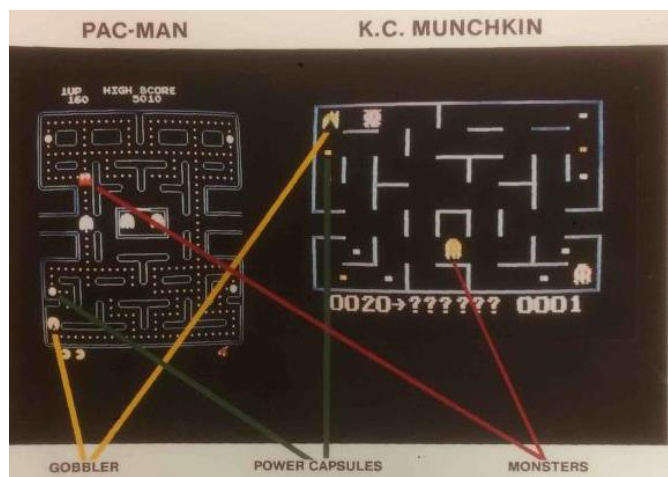 PAC-MAN
K.C. MUNCHKIN
1UP HIGH SCORE
160 5010
0020→?????? 0001
GOBBLER
POWER CAPSULES
MONSTERS